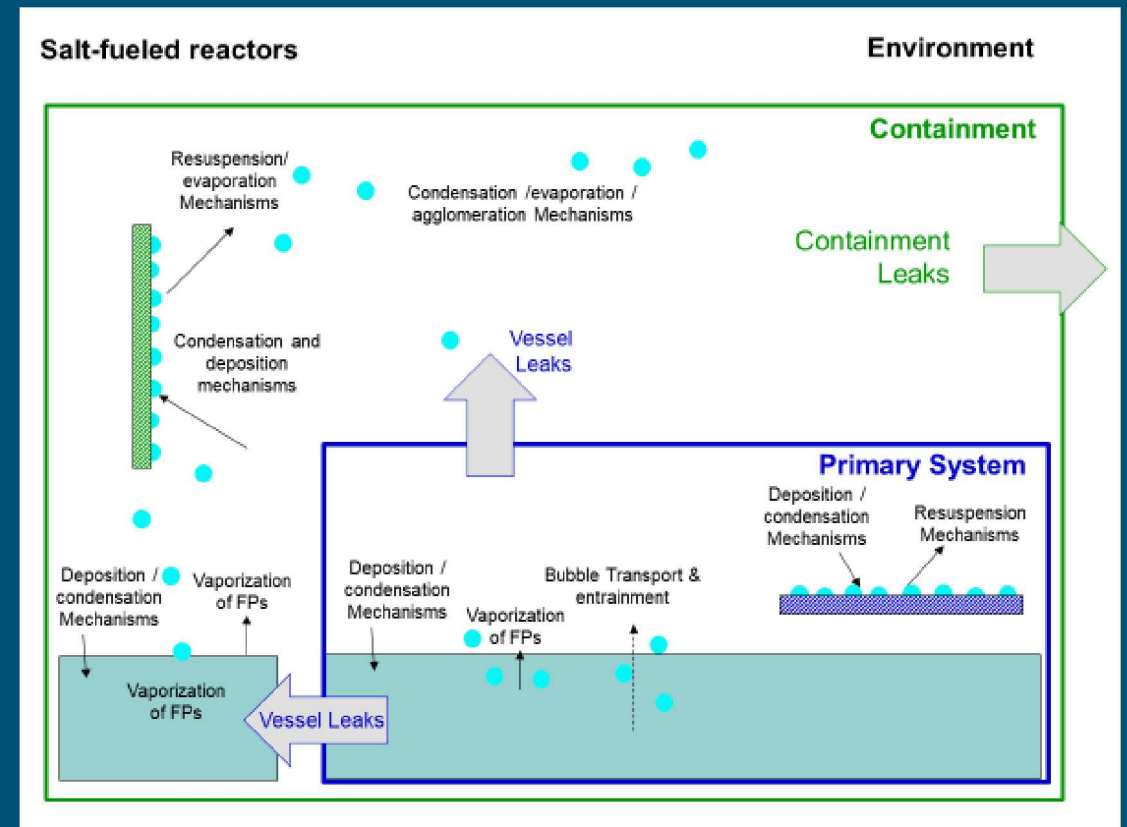 Salt-fueled reactors
Environment
Containment
Resuspension/
evaporation
Mechanisms
Condensation /evaporation /
agglomeration Mechanisms
Containment
Leaks
Condensation and
deposition
mechanisms
Vessel
Leaks
Primary System
Deposition /
condensation
Mechanisms
Resuspension
Mechanisms
Deposition /
condensation
Mechanisms
Vaporization
of FPs
Deposition /
condensation
Mechanisms
Vaporization
of FPs
Bubble Transport &
entrainment
Vaporization
of FPs
Vessel Leaks